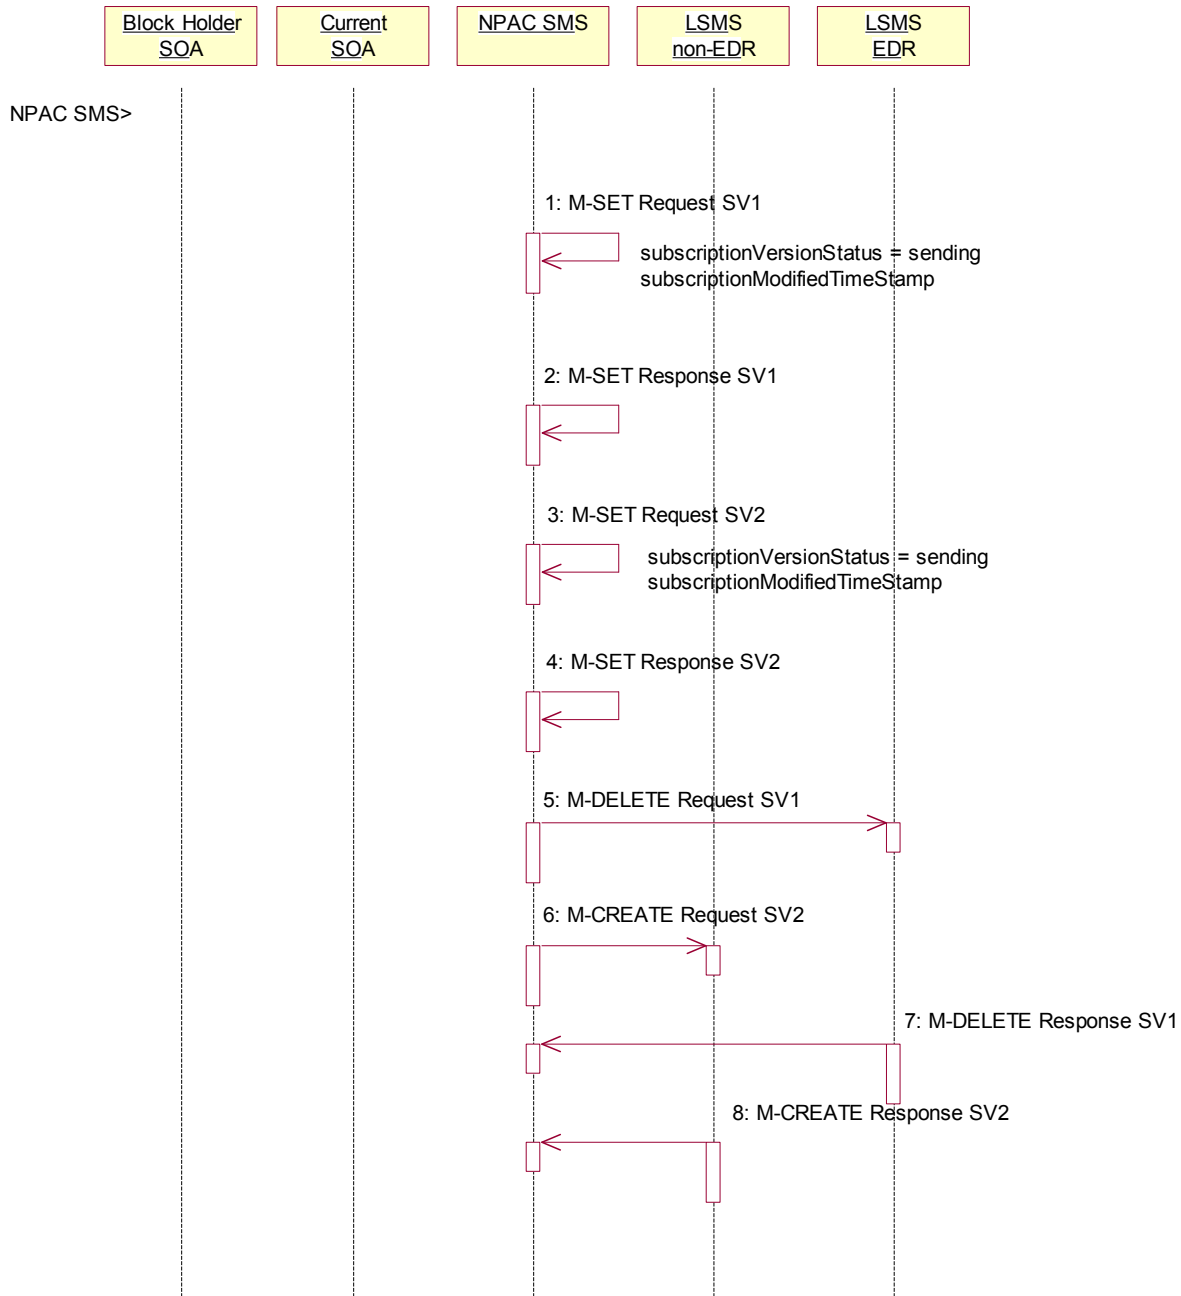 Block Holder
SOA
Current
SOA
NPAC SMS
LSMS
non-EDR
LSMS
EDR
NPAC SMS>
1: M-SET Request SV1
subscriptionVersionStatus = sending
subscriptionModifiedTimeStamp
2: M-SET Response SV1
3: M-SET Request SV2
subscriptionVersionStatus = sending
subscriptionModifiedTimeStamp
4: M-SET Response SV2
5: M-DELETE Request SV1
6: M-CREATE Request SV2
7: M-DELETE Response SV1
8: M-CREATE Response SV2